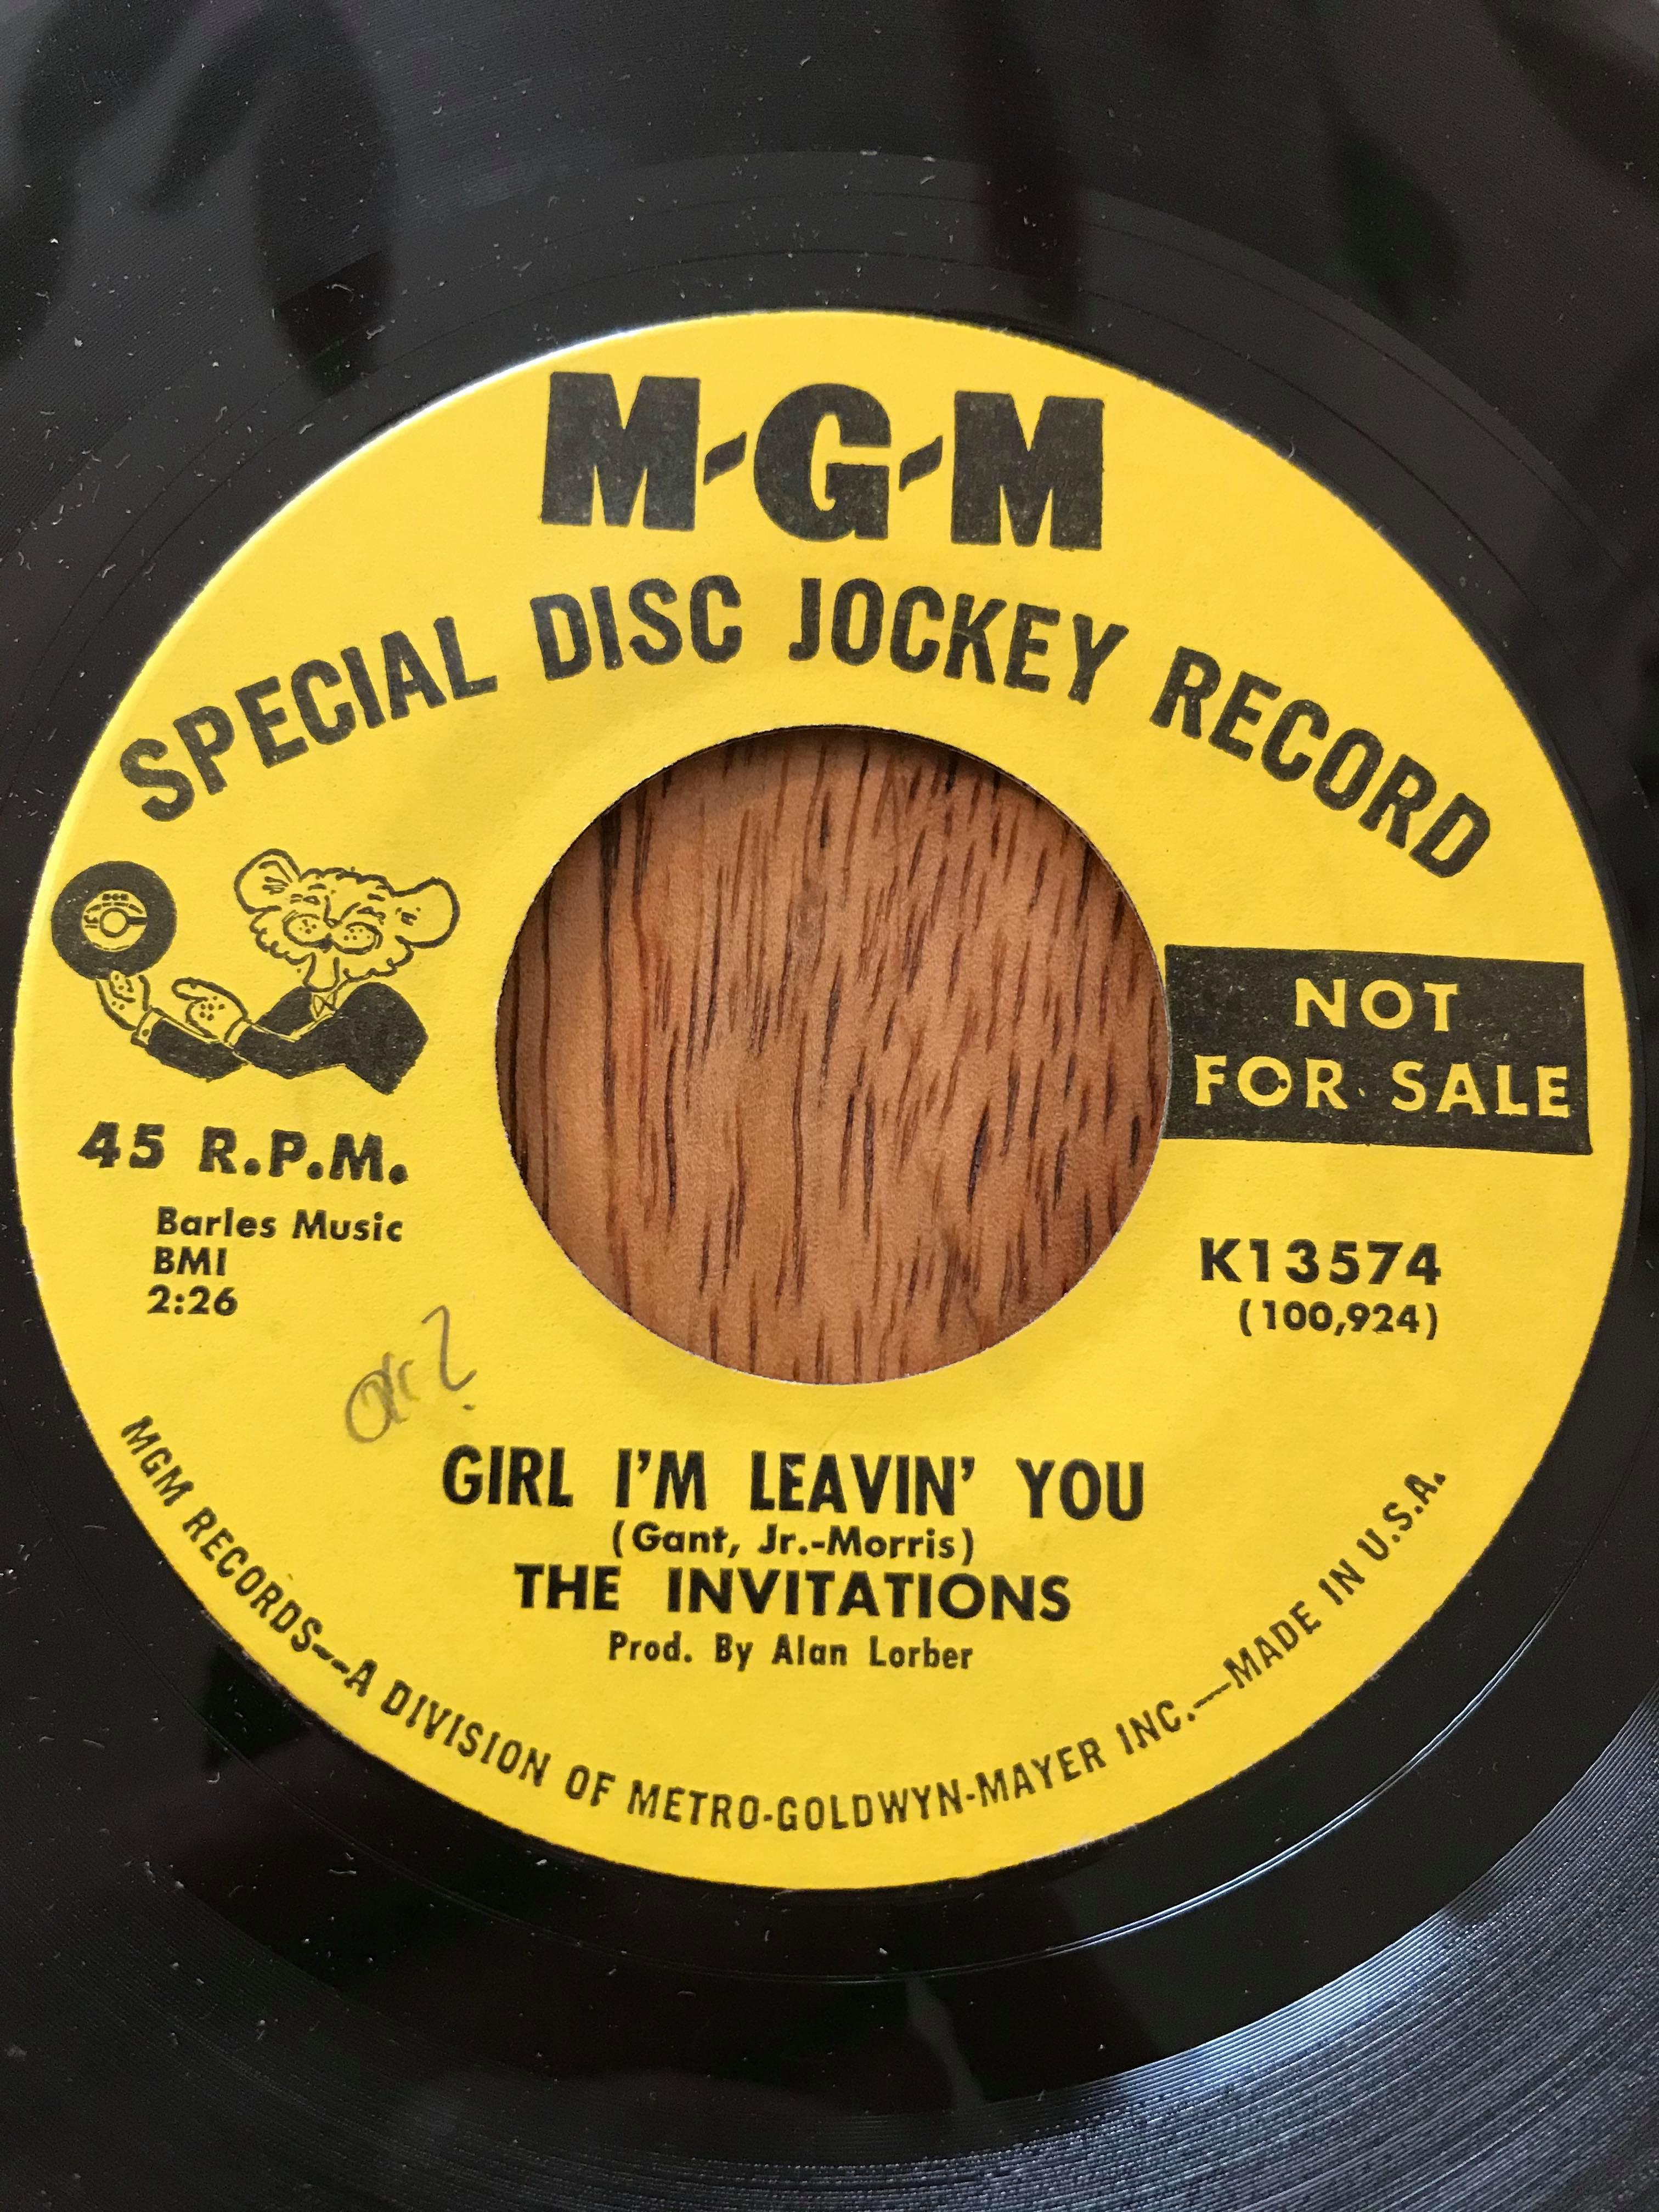 M-G-M
SPECIAL DISC JOCKEY RECORD
NOT
FOR SALE
45 R.P.M.
Barles Music
BMI
2:26
K13574
(100,924)
GIRL I'M LEAVIN' YOU
(Gant, Jr.-Morris)
THE INVITATIONS
Prod. By Alan Lorber
MGM RECORDS—A DIVISION OF METRO-GOLDWYN-MAYER INC.—MADE IN U.S.A.